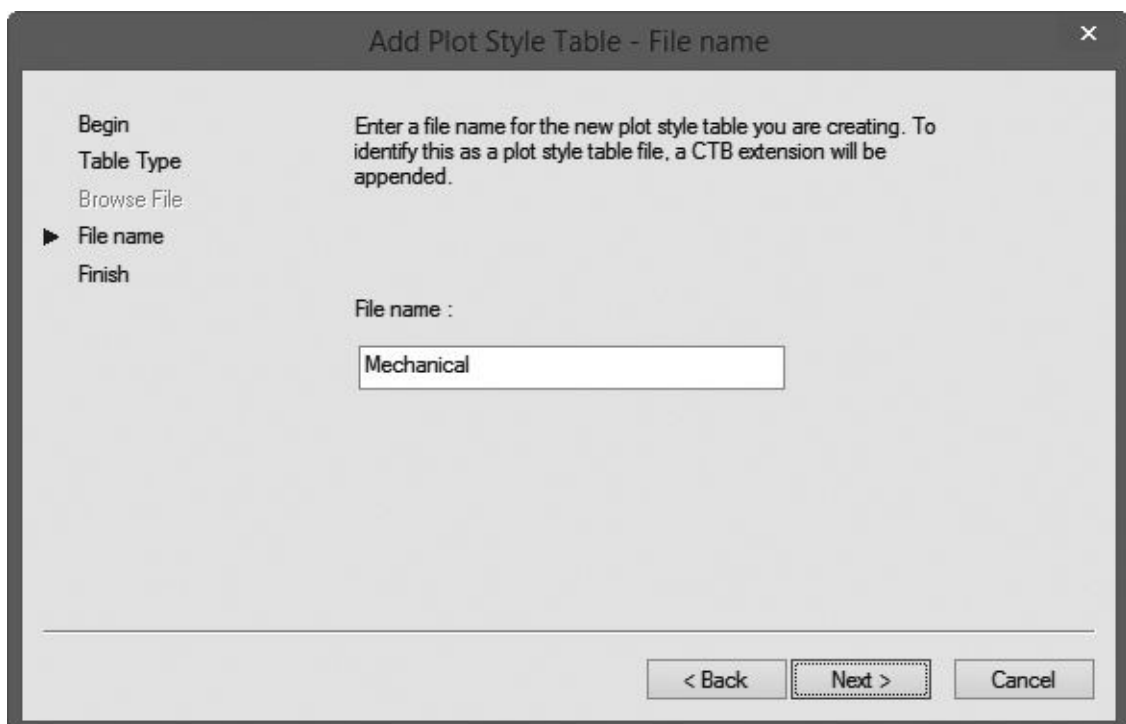 Add Plot Style Table - File name
×
Begin
Table Type
Browse File
File name
Finish
Enter a file name for the new plot style table you are creating. To
identify this as a plot style table file, a CTB extension will be
appended.
File name :
Mechanical
< Back
Next >
Cancel